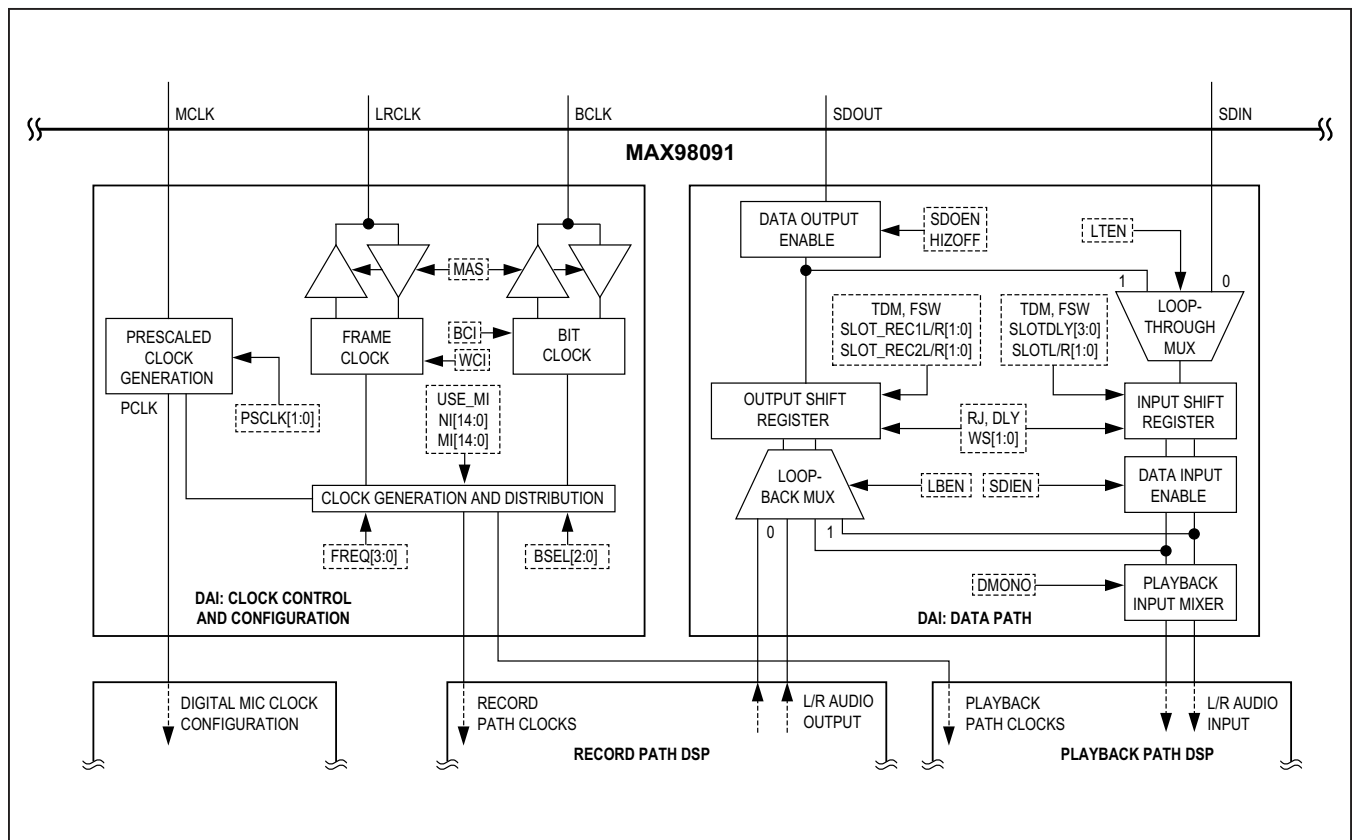 MCLK
LRCLK
BCLK
SDOUT
SDIN
MAX98091
DATA OUTPUT
ENABLE
SDOEN
HIZOFF
LTEN
MAS
1
0
LOOP-
THROUGH
MUX
PRESCALED
CLOCK
GENERATION
FRAME
CLOCK
BCI
WCI
BIT
CLOCK
TDM, FSW
SLOT_REC1L/R[1:0]
SLOT_REC2L/R[1:0]
TDM, FSW
SLOTDLY[3:0]
SLOTL/R[1:0]
PCLK
PSCLK[1:0]
USE_MI
NI[14:0]
MI[14:0]
OUTPUT SHIFT
REGISTER
RJ, DLY
WS[1:0]
INPUT SHIFT
REGISTER
LOOP-
BACK MUX
LBEN
SDIEN
DATA INPUT
ENABLE
CLOCK GENERATION AND DISTRIBUTION
0
1
FREQ[3:0]
BSEL[2:0]
DMONO
PLAYBACK
INPUT MIXER
DAI: CLOCK CONTROL
AND CONFIGURATION
DAI: DATA PATH
DIGITAL MIC CLOCK
CONFIGURATION
RECORD
PATH CLOCKS
L/R AUDIO
OUTPUT
PLAYBACK
PATH CLOCKS
L/R AUDIO
INPUT
RECORD PATH DSP
PLAYBACK PATH DSP